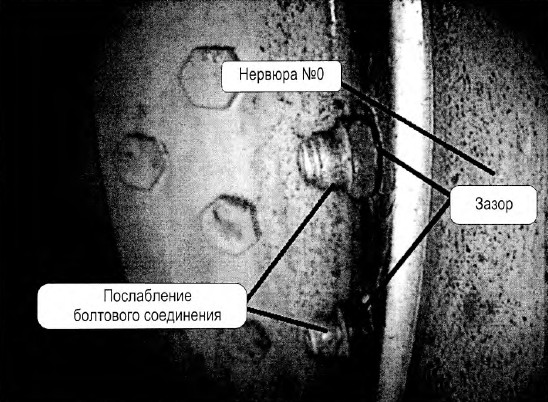 Нервюра №0
Зазор
Послабление
болтового соединения